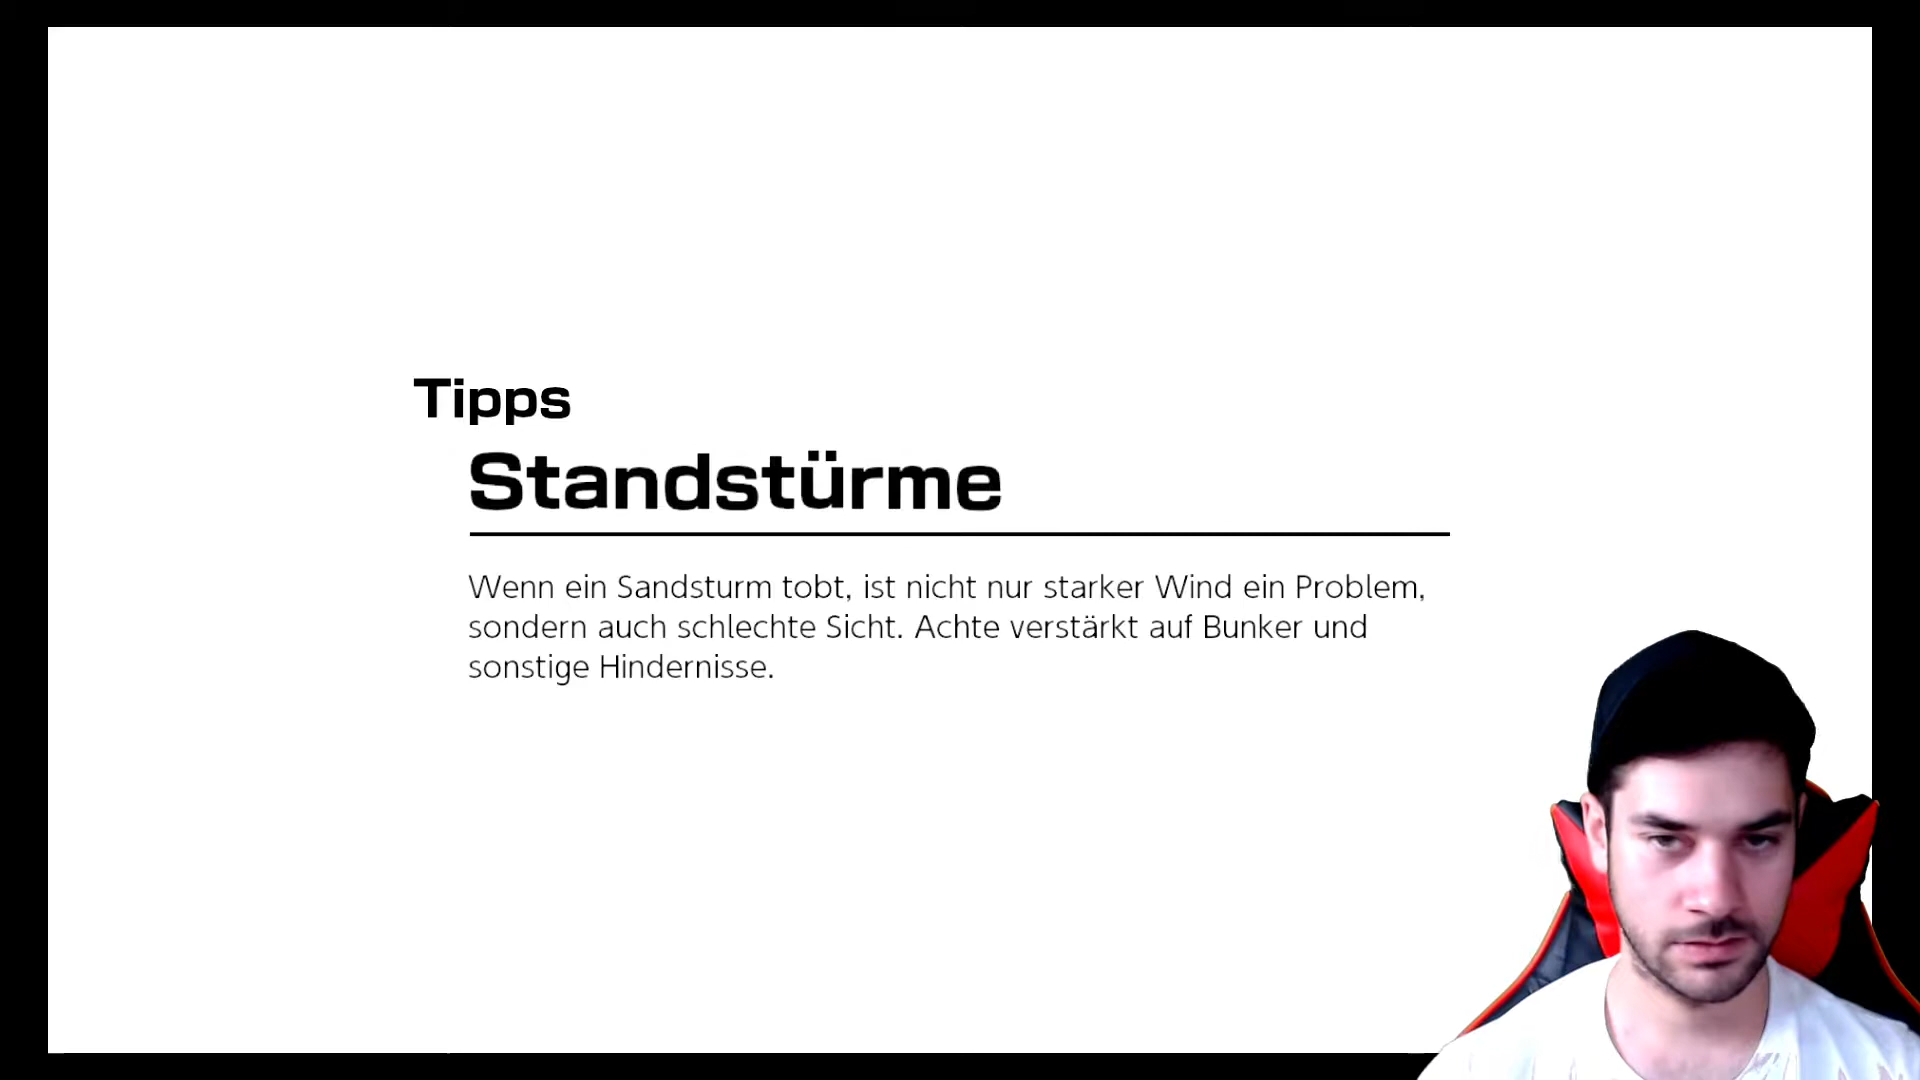 Tipps
Standstürme
Wenn ein Sandsturm tobt, ist nicht nur starker Wind ein Problem,
sondern auch schlechte Sicht. Achte verstärkt auf Bunker und
sonstige Hindernisse.